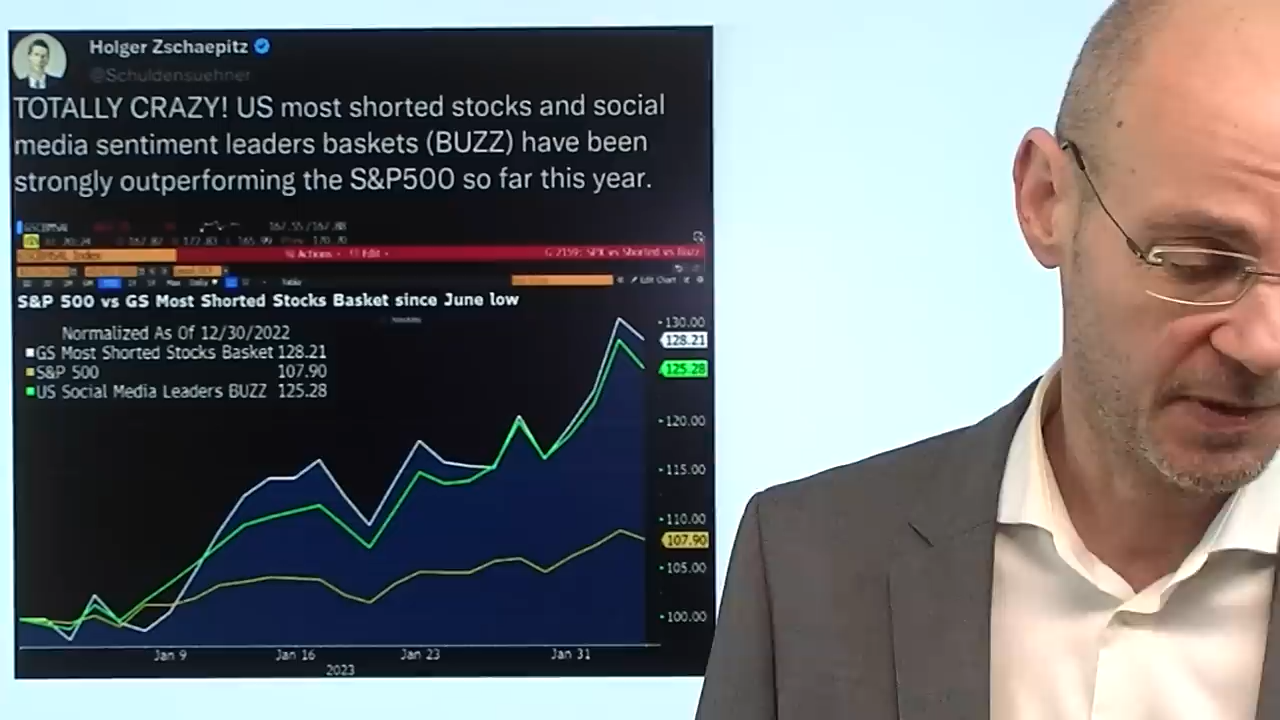 Holger Zschaepitz
@Schuldensuehner
TOTALLY CRAZY! US most shorted stocks and social
media sentiment leaders baskets (BUZZ) have been
strongly outperforming the S&P500 so far this year.
Actions
Edit
Edit Chart
S&P 500 vs GS Most Shorted Stocks Basket since June low
Normalized As Of 12/30/2022
GS Most Shorted Stocks Basket 128.21
S&P 500 107.90
US Social Media Leaders BUZZ 125.28
130.00
128.21
125.28
120.00
115.00
110.00
107.90
105.00
100.00
Jan 9 Jan 16 Jan 23 Jan 31
2023